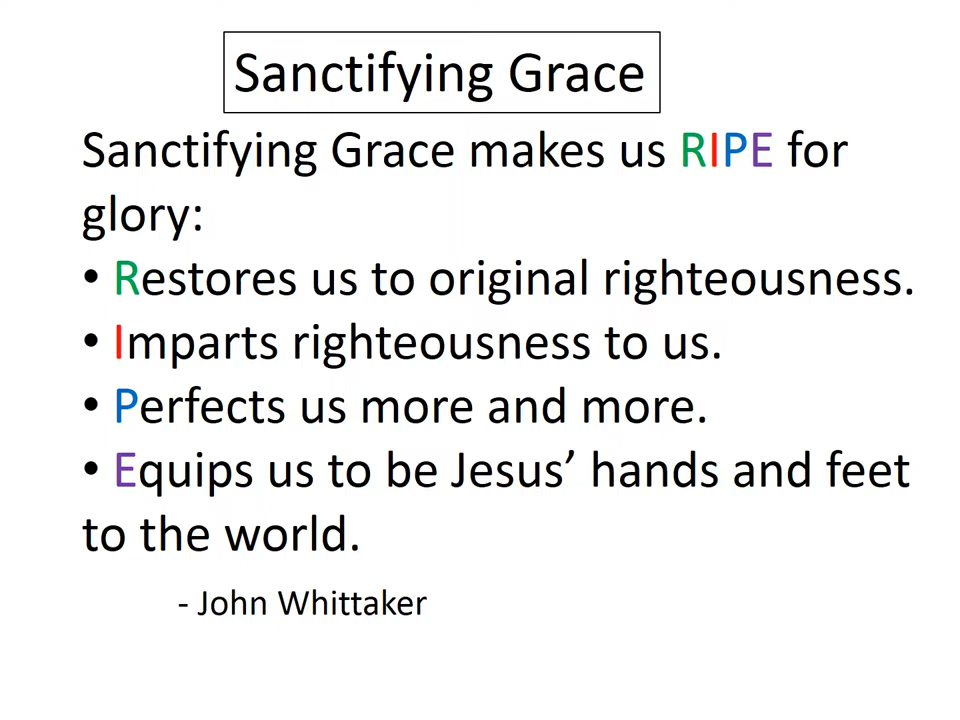 Sanctifying Grace
Sanctifying Grace makes us RIPE for
glory:
• Restores us to original righteousness.
• Imparts righteousness to us.
• Perfects us more and more.
• Equips us to be Jesus’ hands and feet
to the world.
- John Whittaker